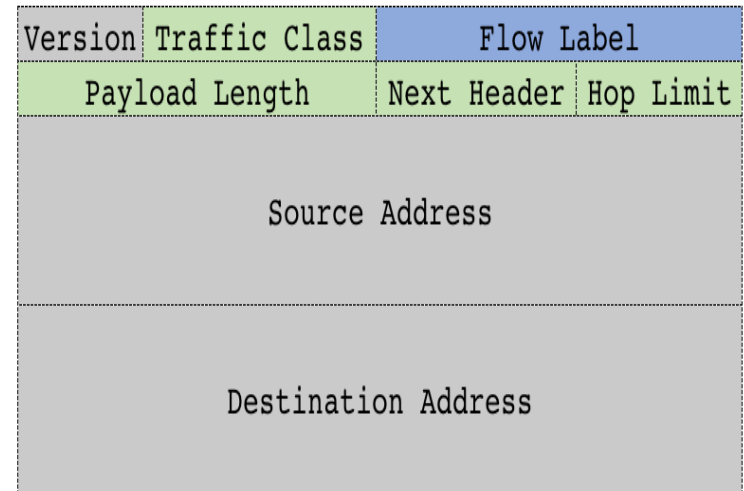 Version Traffic Class Flow Label
Payload Length Next Header Hop Limit
Source Address
Destination Address